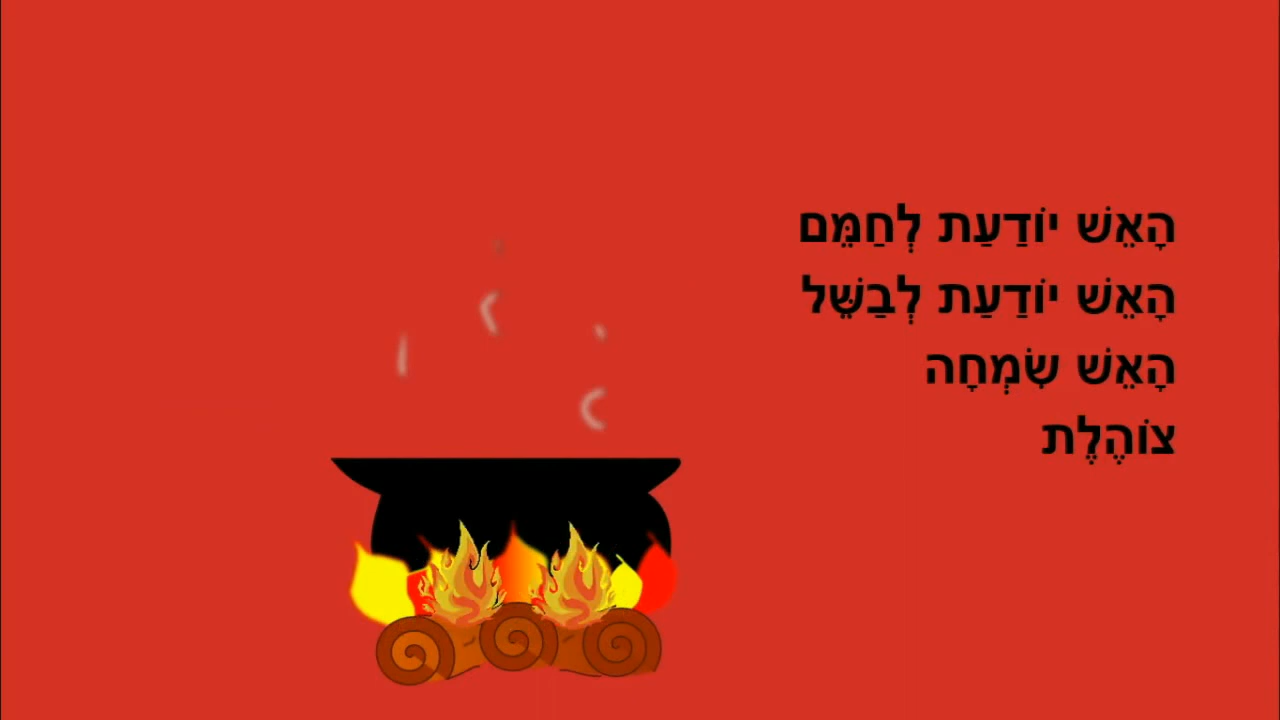 הָאֵשׁ יוֹדַעַת לְחַמֵּם
הָאֵשׁ יוֹדַעַת לְבַשֵּׁל
הָאֵשׁ שְׂמֵחָה
צוֹהֶלֶת